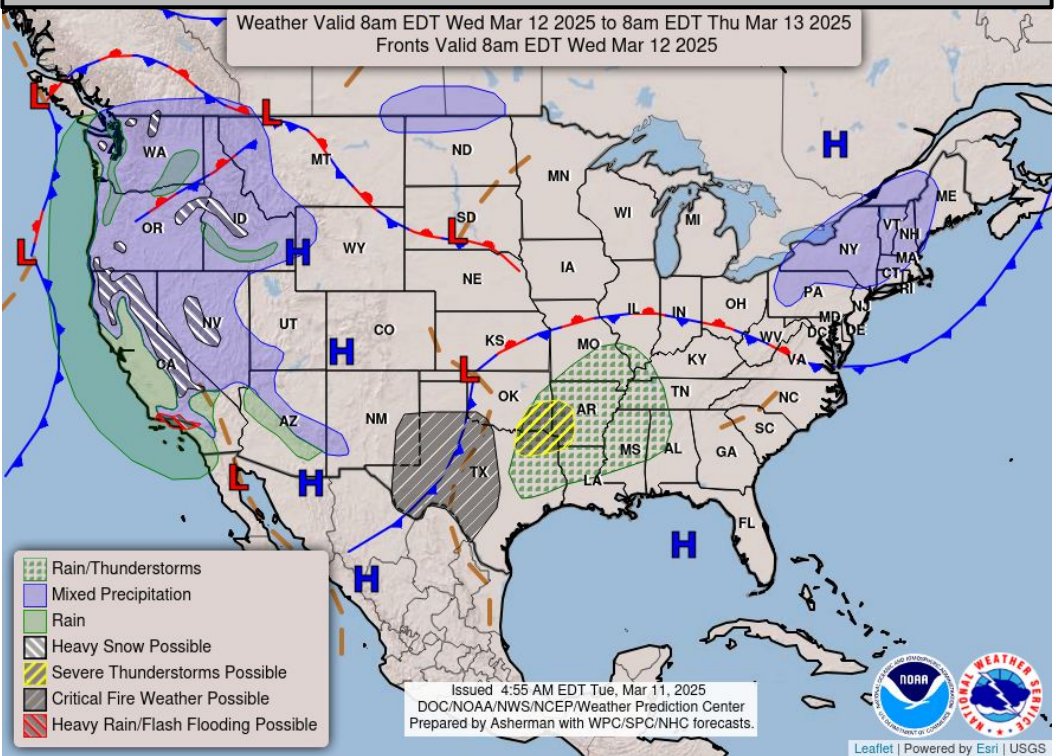 Weather Valid 8am EDT Wed Mar 12 2025 to 8am EDT Thu Mar 13 2025
Fronts Valid 8am EDT Wed Mar 12 2025
L
L
H
WA
MT
ND
MN
ME
OR
ID
SD
L
WI
MI
VT
NH
NY
MA
CT
RI
L
H
WY
NE
IA
PA
NJ
NV
UT
H
CO
KS
IL
IN
OH
MD
DC
DE
MO
WV
VA
CA
L
KY
OK
TN
NC
AZ
NM
AR
SC
L
H
TX
MS
AL
GA
LA
FL
H
H
Rain/Thunderstorms
Mixed Precipitation
Rain
Heavy Snow Possible
Severe Thunderstorms Possible
Critical Fire Weather Possible
Heavy Rain/Flash Flooding Possible
Issued 4:55 AM EDT Tue, Mar 11, 2025
DOC/NOAA/NWS/NCEP/Weather Prediction Center
Prepared by Asherman with WPC/SPC/NHC forecasts.
NOAA
NATIONAL WEATHER SERVICE
Leaflet | Powered by Esri | USGS